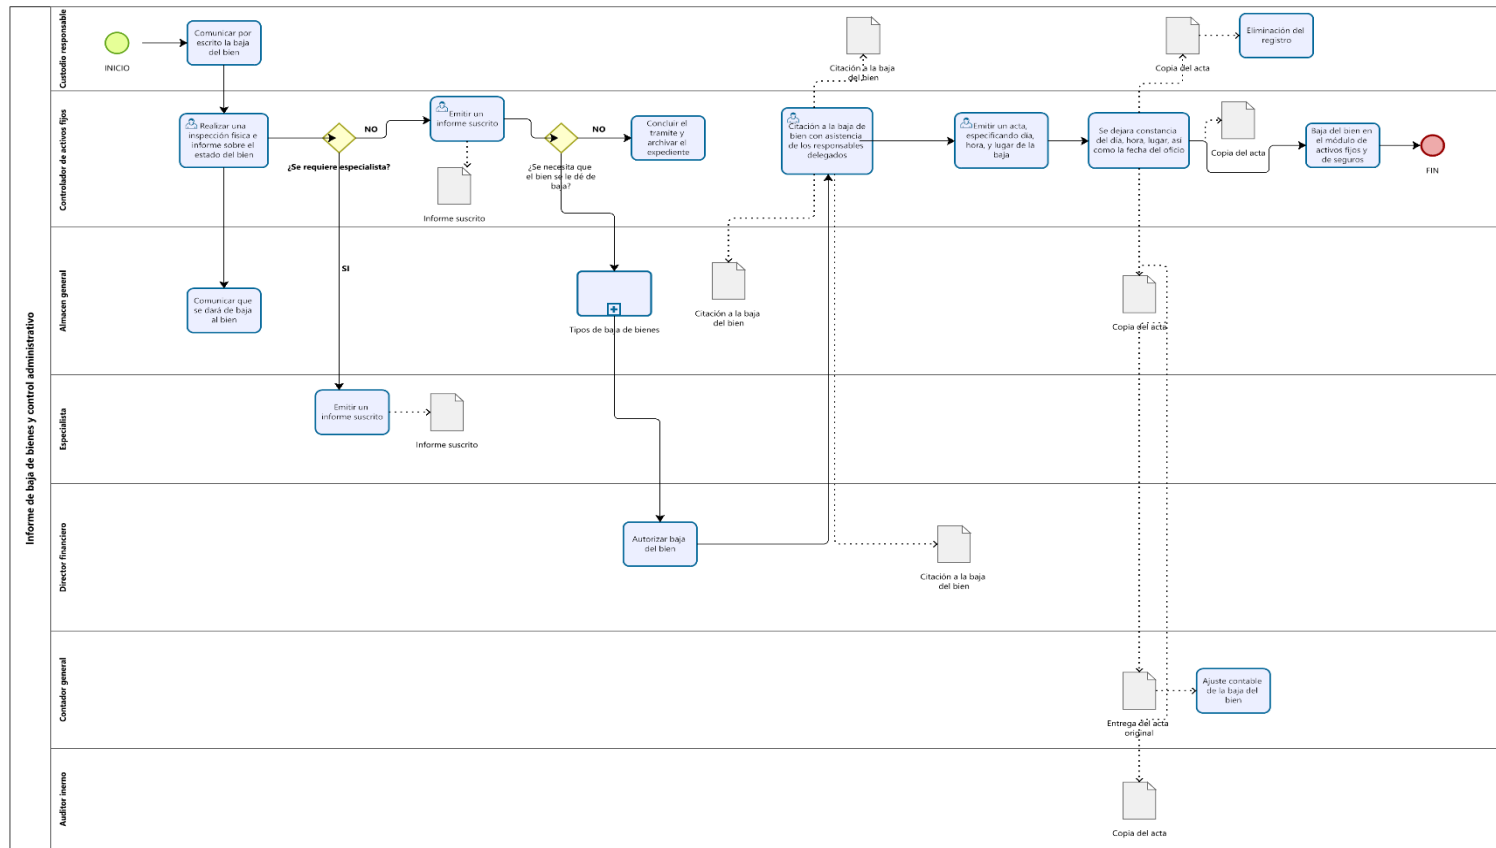 Informe de baja de bienes y control administrativo
Custodio responsable
INICIO
Comunicar por
escrito la baja
del bien
Citación a la baja
del bien
Copia del acta
Eliminación del
registro
Controlador de activos fijos
Realizar una
inspección física e
informe sobre el
estado del bien
¿Se requiere especialista?
NO
SI
Emitir un
informe suscrito
Informe suscrito
¿Se necesita que
el bien se le dé de
baja?
NO
Concluir el
tramite y
archivar el
expediente
Citación a la baja de
bien con asistencia
de los responsables
delegados
Emitir un acta,
especificando día,
hora, y lugar de la
baja
Se dejara constancia
del día, hora, lugar, asi
como la fecha del oficio
Copia del acta
Baja del bien en
el módulo de
activos fijos y
de seguros
FIN
Almacen general
Comunicar que
se dará de baja
al bien
Tipos de baja de bienes
Citación a la baja
del bien
Copia del acta
Especialista
Emitir un
informe suscrito
Informe suscrito
Director financiero
Autorizar baja
del bien
Citación a la baja
del bien
Contador general
Entrega del acta
original
Ajuste contable
de la baja del
bien
Auditor inerno
Copia del acta